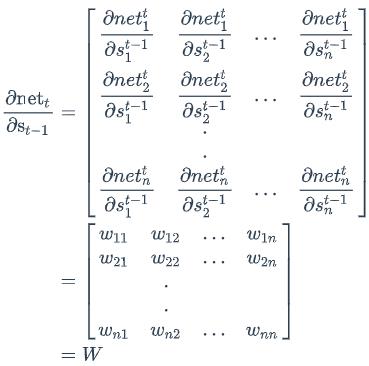 \frac{\partial \mathrm{net}_t}{\partial \mathrm{s}_{t-1}} = \begin{bmatrix} \frac{\partial net_1^t}{\partial s_1^{t-1}} & \frac{\partial net_1^t}{\partial s_2^{t-1}} & \dots & \frac{\partial net_1^t}{\partial s_n^{t-1}} \\ \frac{\partial net_2^t}{\partial s_1^{t-1}} & \frac{\partial net_2^t}{\partial s_2^{t-1}} & \dots & \frac{\partial net_2^t}{\partial s_n^{t-1}} \\ & . \\ & . \\ \frac{\partial net_n^t}{\partial s_1^{t-1}} & \frac{\partial net_n^t}{\partial s_2^{t-1}} & \dots & \frac{\partial net_n^t}{\partial s_n^{t-1}} \end{bmatrix}
= \begin{bmatrix} w_{11} & w_{12} & \dots & w_{1n} \\ w_{21} & w_{22} & \dots & w_{2n} \\ & . \\ & . \\ w_{n1} & w_{n2} & \dots & w_{nn} \end{bmatrix}
= W